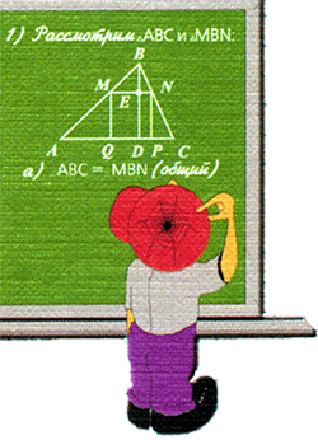 1) Рассмотрим △ABC и △MBN:
B
M E N
A Q D P C
а) ABC = MBN (общий)